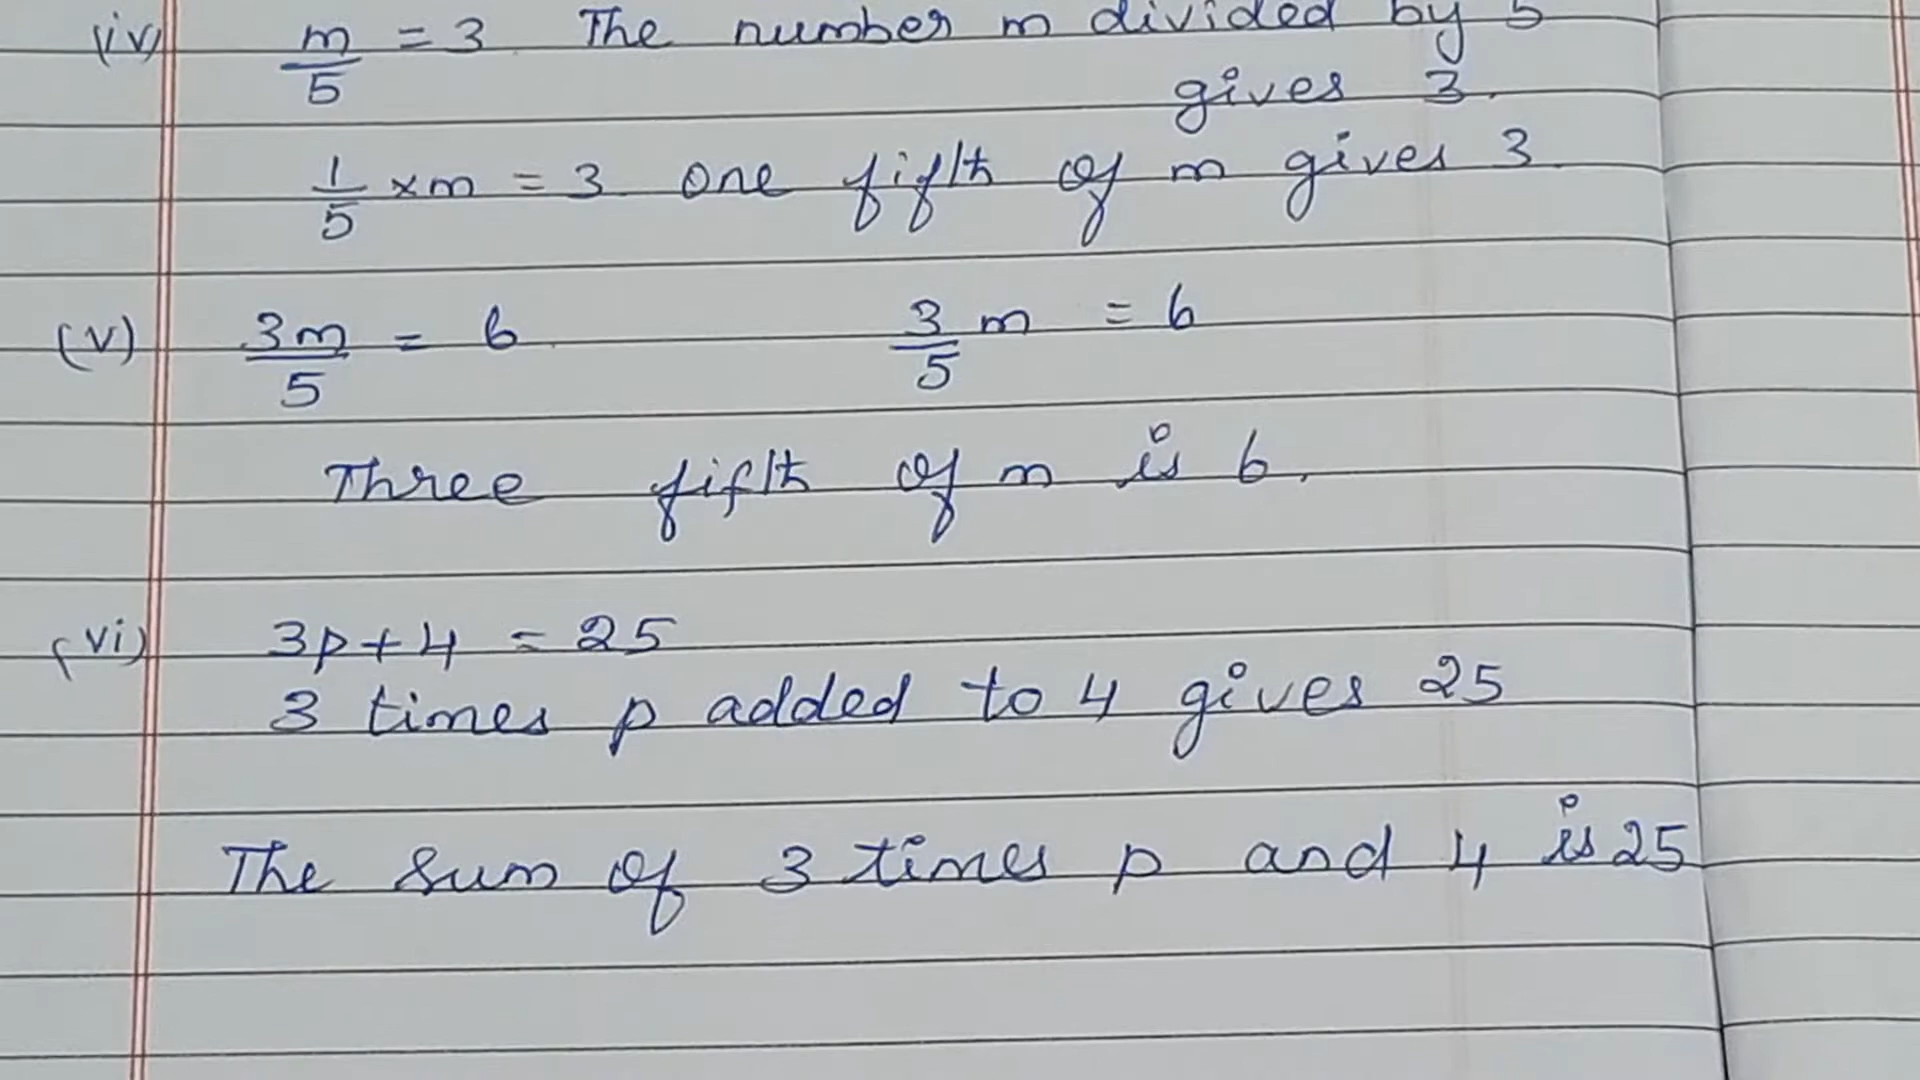 (iv) m/5 = 3 The number m divided by 5
gives 3.
1/5 × m = 3 One fifth of m gives 3
(v) 3m/5 = 6 3/5 m = 6
Three fifth of m is 6.
(vi) 3p + 4 = 25
3 times p added to 4 gives 25
The sum of 3 times p and 4 is 25